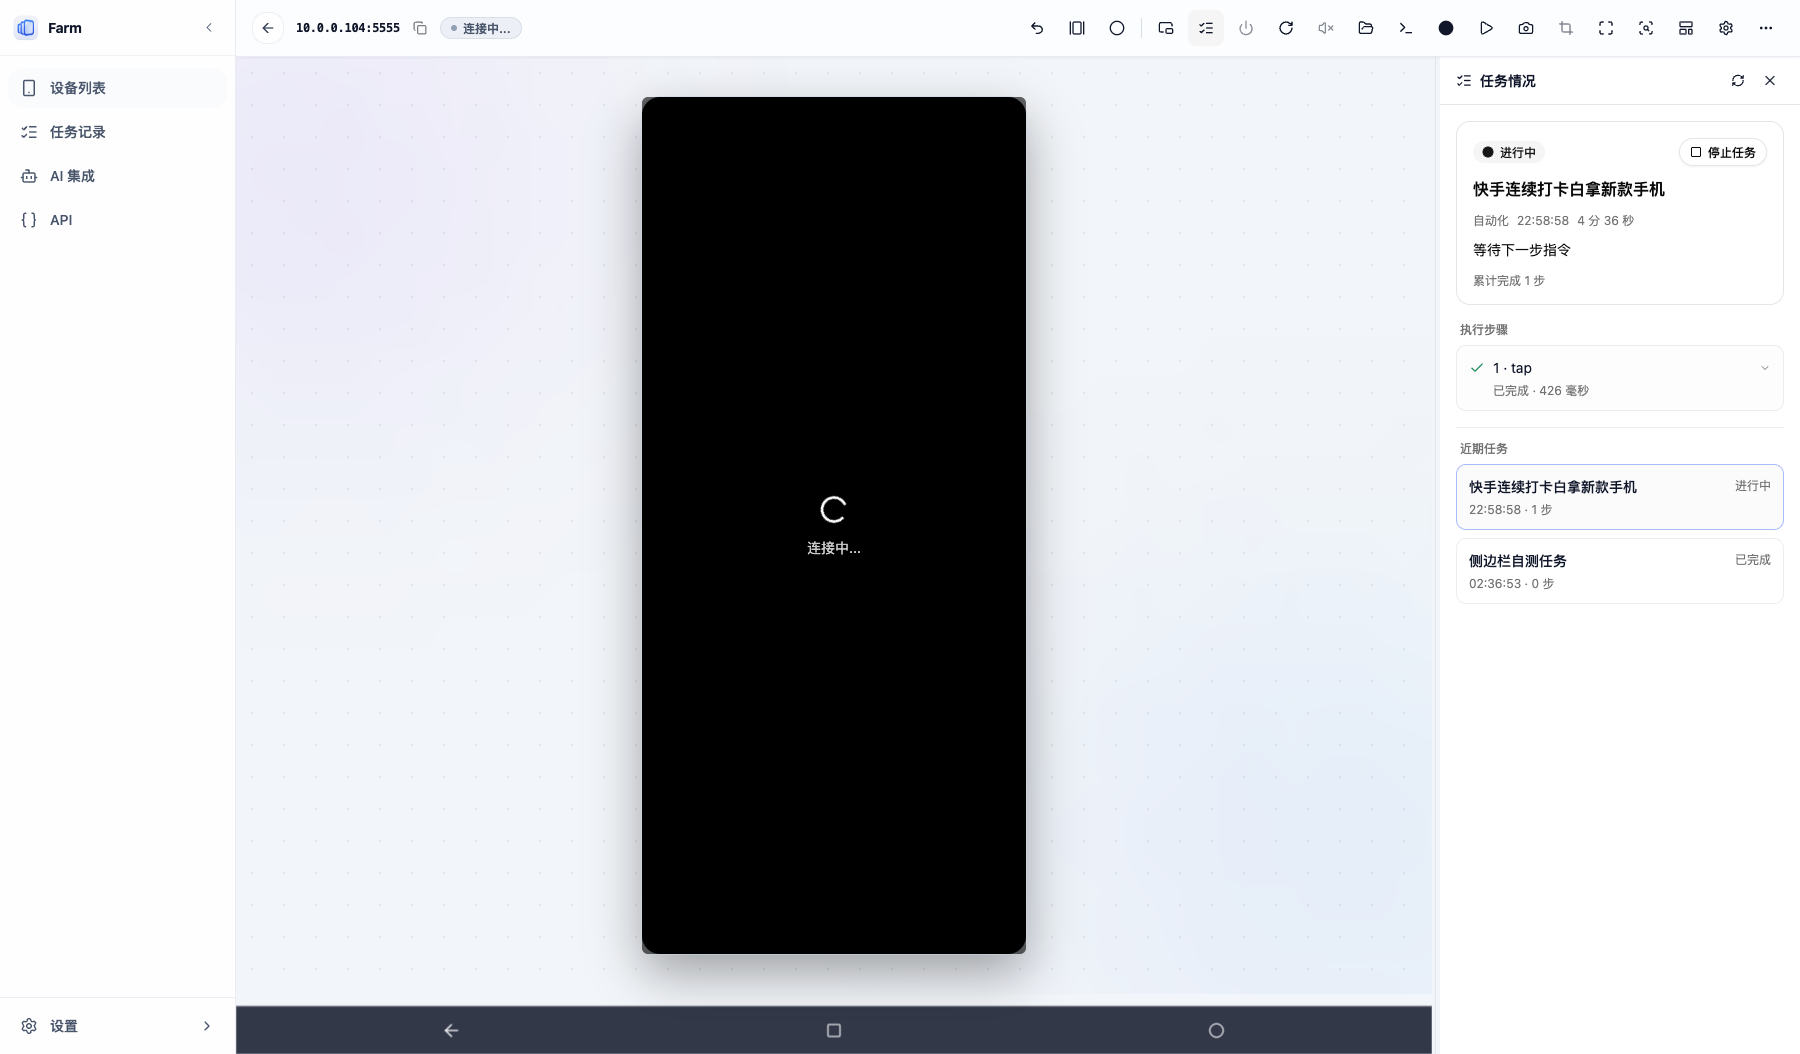 Farm
设备列表
任务记录
AI 集成
API
设置
10.0.0.104:5555
连接中...
连接中...
任务情况
进行中
停止任务
快手连续打卡白拿新款手机
自动化 22:58:58 4 分 36 秒
等待下一步指令
累计完成 1 步
执行步骤
1 · tap
已完成 · 426 毫秒
近期任务
快手连续打卡白拿新款手机
进行中
22:58:58 · 1 步
侧边栏自测任务
已完成
02:36:53 · 0 步